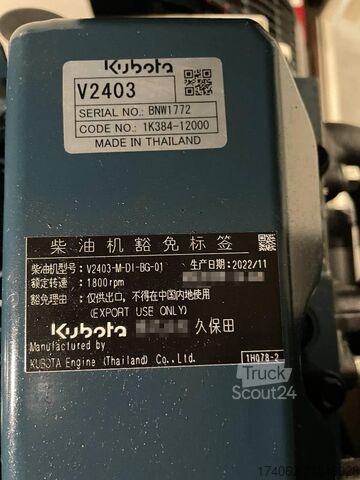 Kubota
V2403
SERIAL NO.: BNW1772
CODE NO.: 1K384-12000
MADE IN THAILAND
柴油机豁免标签
柴油机型号: V2403-M-DI-BG-01 生产日期: 2022/11
额定转速 : 1800rpm
豁免理由 : 仅供出口，不得在中国内地使用
(EXPORT USE ONLY)
Kubota 久保田
Manufactured by
KUBOTA Engine (Thailand) Co., Ltd. 1H078-2
Truck
Scout24